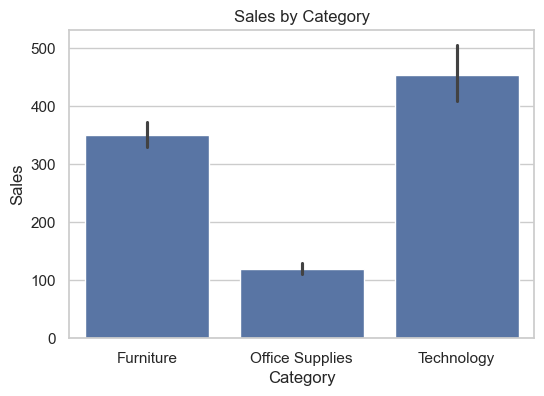 Sales by Category
500
400
300
200
100
0
Sales
Furniture
Office Supplies
Technology
Category